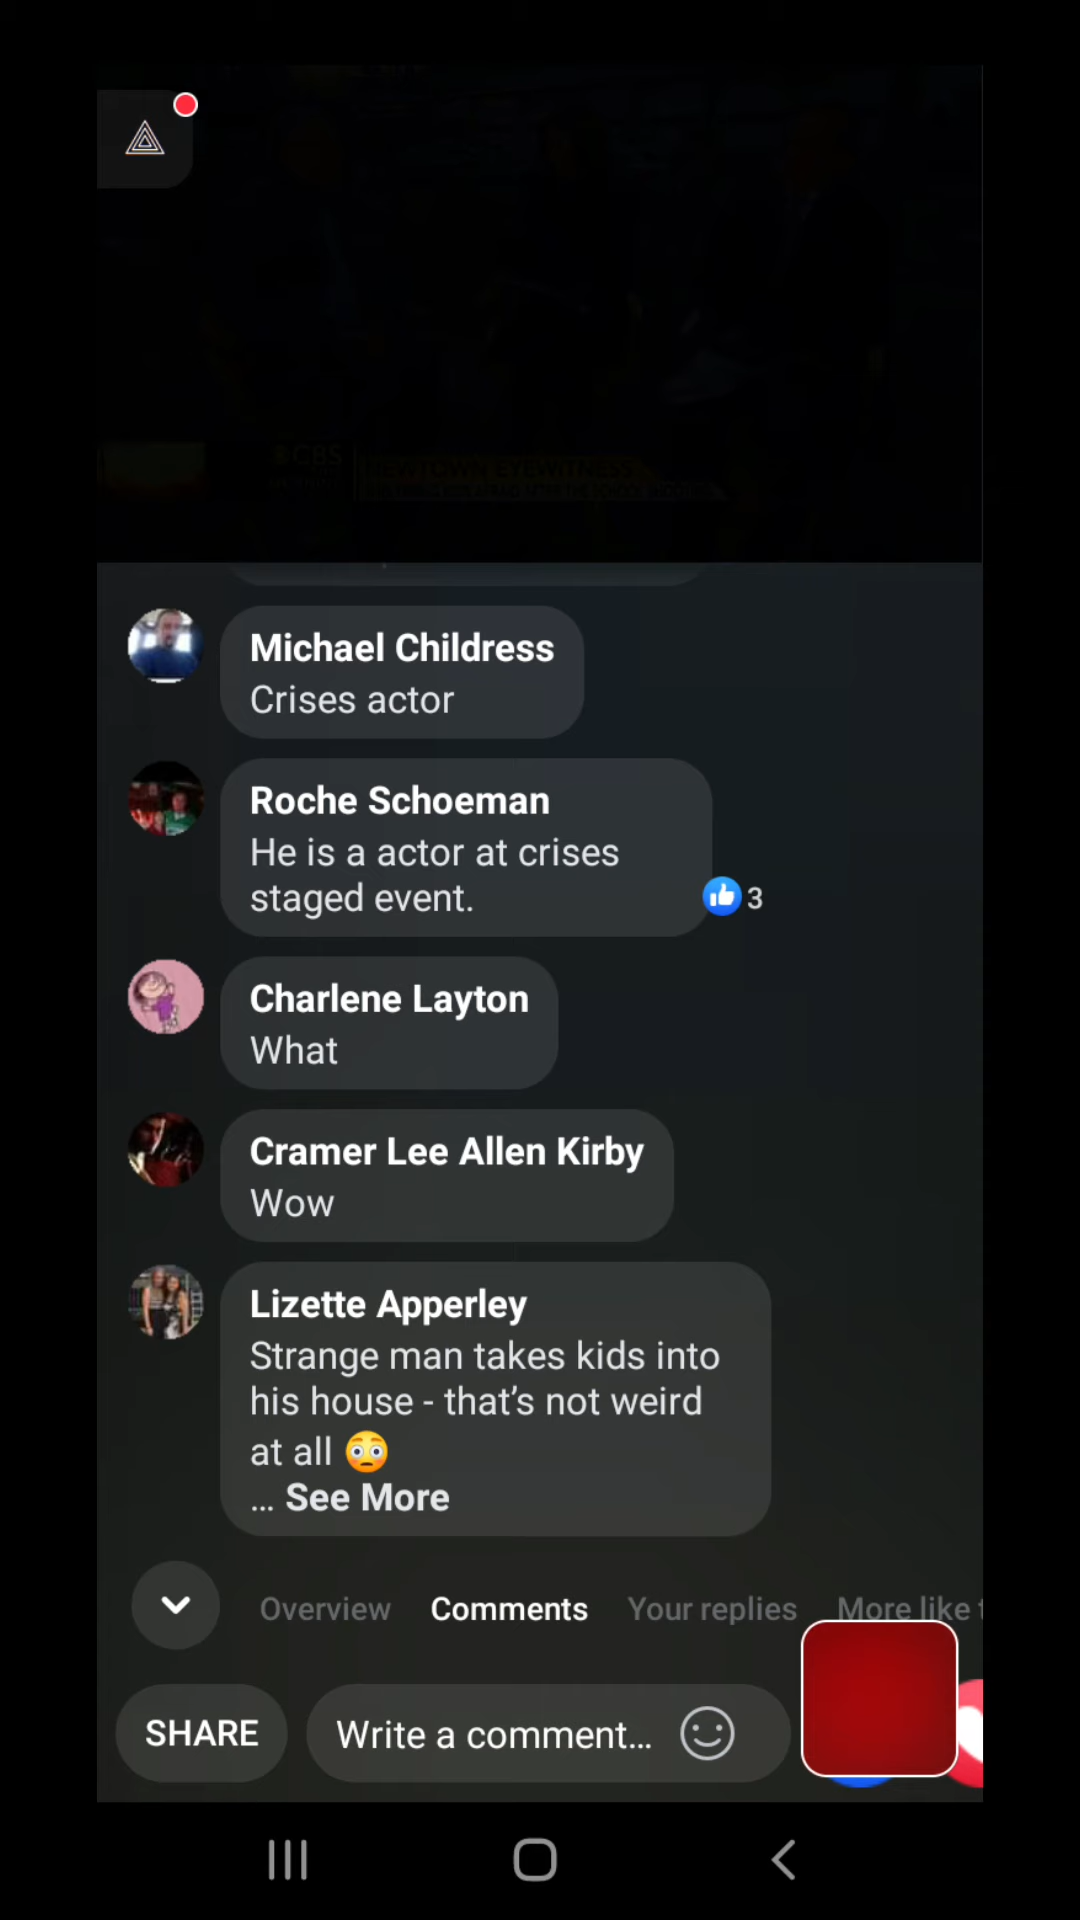 CBS
NEWTOWN EYEWITNESS
Michael Childress
Crises actor
Roche Schoeman
He is a actor at crises
staged event.
3
Charlene Layton
What
Cramer Lee Allen Kirby
Wow
Lizette Apperley
Strange man takes kids into
his house - that's not weird
at all 😳
... See More
Overview Comments Your replies More like
SHARE Write a comment...